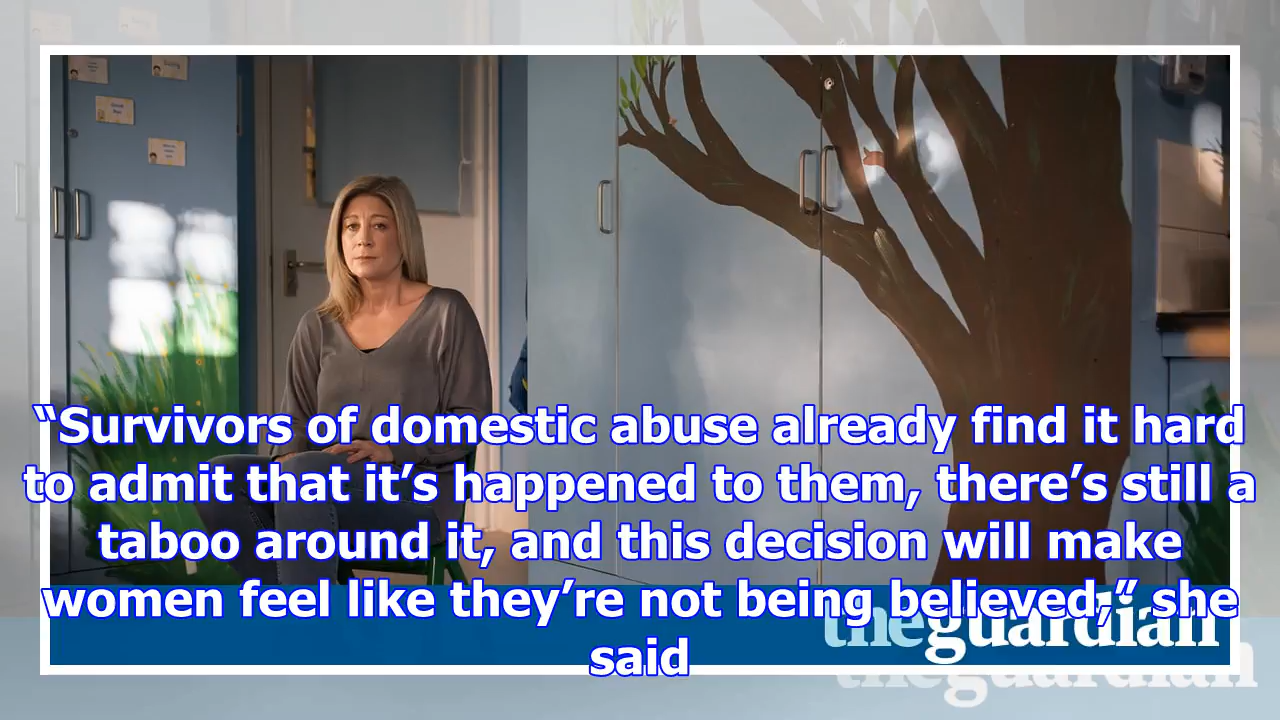 “Survivors of domestic abuse already find it hard
to admit that it’s happened to them, there’s still a
taboo around it, and this decision will make
women feel like they’re not being believed,” she
said
theguardian
theguardian